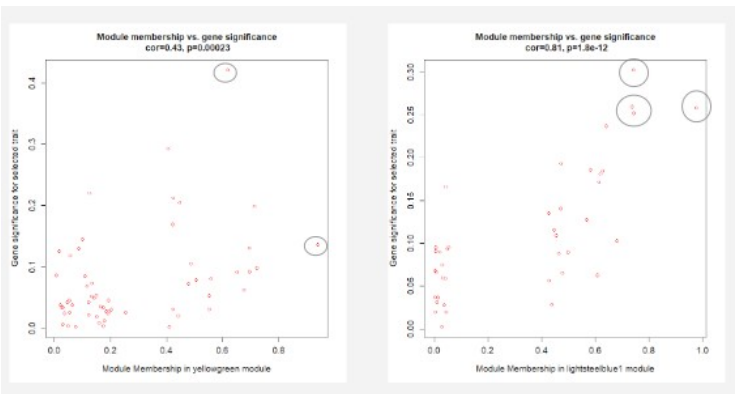 Module membership vs. gene significance
cor=0.43, p=0.00023
Gene significance for selected trait
0.4
0.3
0.2
0.1
0.0
0.0 0.2 0.4 0.6 0.8
Module Membership in yellowgreen module
Module membership vs. gene significance
cor=0.81, p=1.8e-12
Gene significance for selected trait
0.30
0.25
0.20
0.15
0.10
0.05
0.00
0.0 0.2 0.4 0.6 0.8 1.0
Module Membership in lightsteelblue1 module